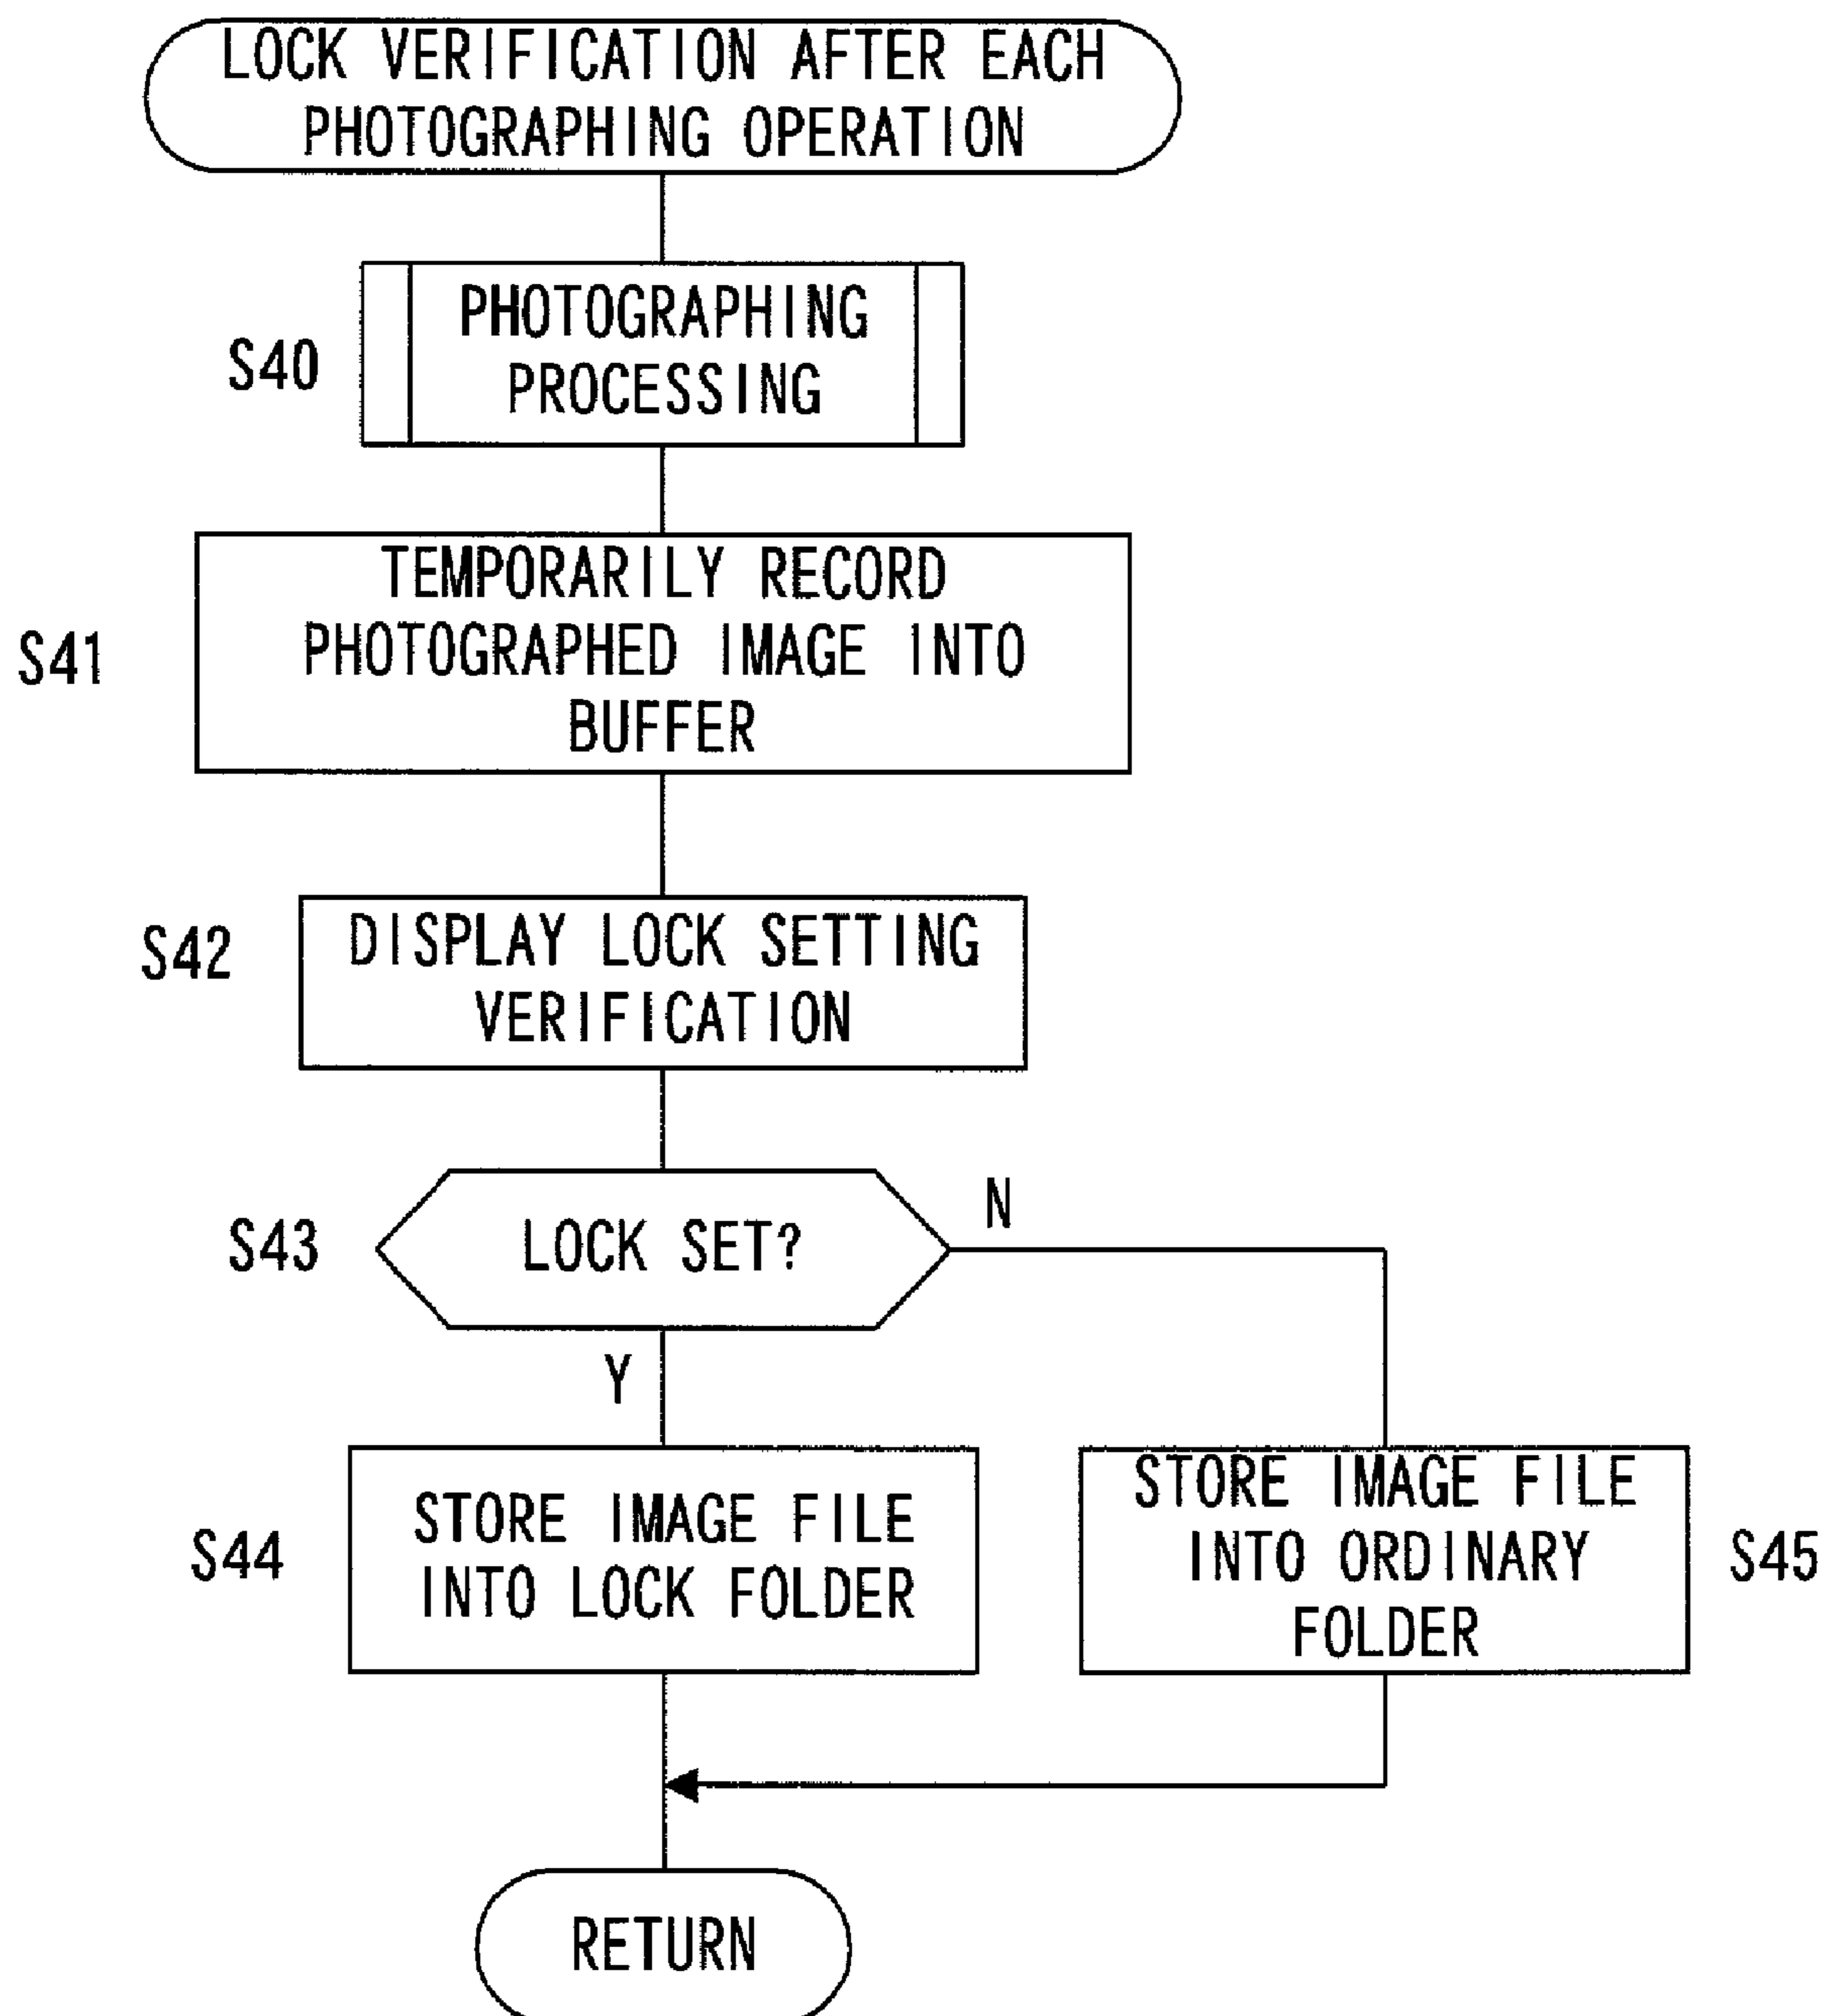 LOCK VERIFICATION AFTER EACH
PHOTOGRAPHING OPERATION
S40
PHOTOGRAPHING
PROCESSING
S41
TEMPORARILY RECORD
PHOTOGRAPHED IMAGE INTO
BUFFER
S42
DISPLAY LOCK SETTING
VERIFICATION
S43
LOCK SET?
N
Y
S44
STORE IMAGE FILE
INTO LOCK FOLDER
STORE IMAGE FILE
INTO ORDINARY
FOLDER
S45
RETURN